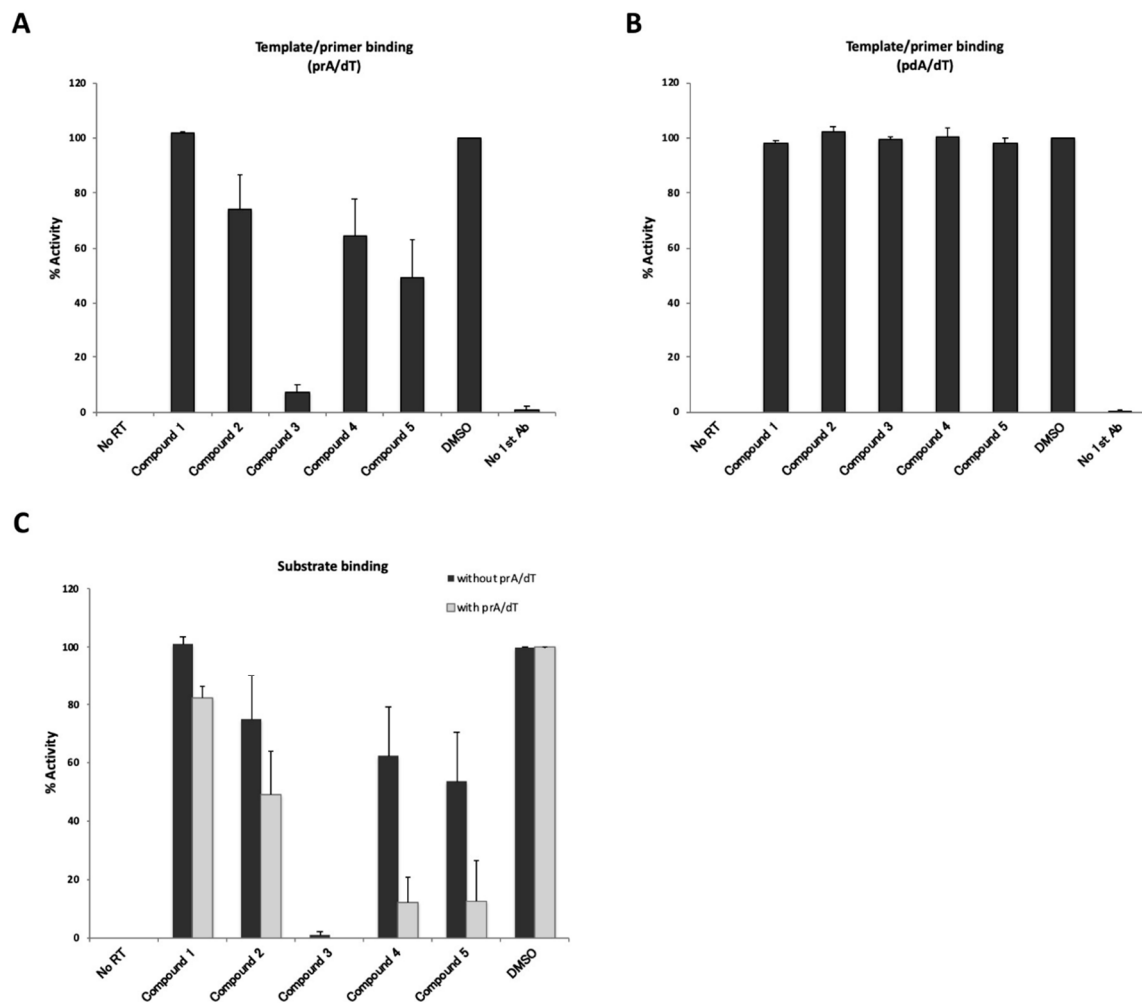 A
Template/primer binding
(prA/dT)
% Activity
120
100
80
60
40
20
0
No RT
Compound 1
Compound 2
Compound 3
Compound 4
Compound 5
DMSO
No 1st Ab
B
Template/primer binding
(pdA/dT)
% Activity
120
100
80
60
40
20
0
No RT
Compound 1
Compound 2
Compound 3
Compound 4
Compound 5
DMSO
No 1st Ab
C
Substrate binding
without prA/dT
with prA/dT
% Activity
120
100
80
60
40
20
0
No RT
Compound 1
Compound 2
Compound 3
Compound 4
Compound 5
DMSO